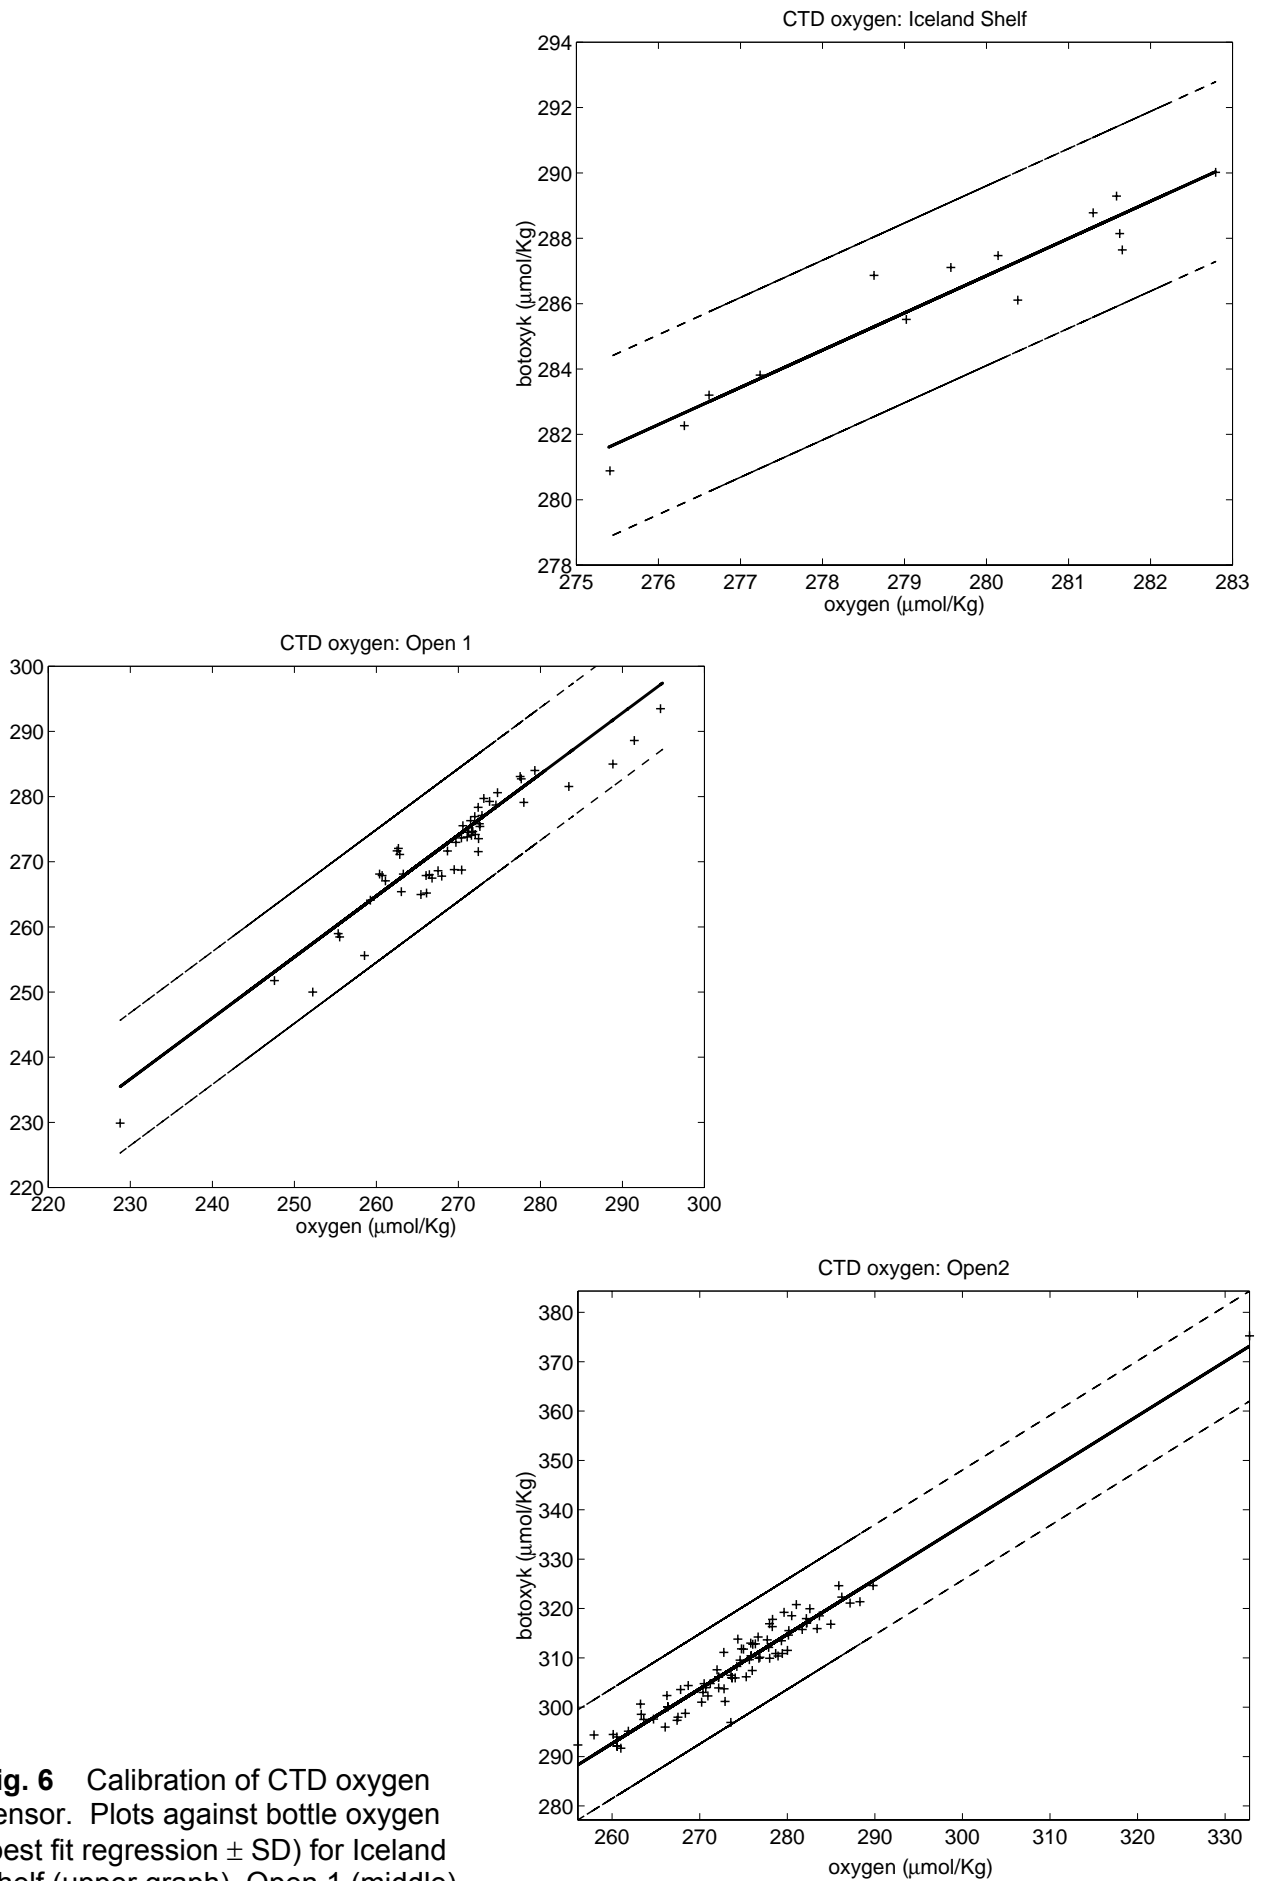 CTD oxygen: Iceland Shelf
294
292
290
288
286
284
282
280
278
botoxyk (μmol/Kg)
275 276 277 278 279 280 281 282 283
oxygen (μmol/Kg)
CTD oxygen: Open 1
300
290
280
270
260
250
240
230
220
220 230 240 250 260 270 280 290 300
oxygen (μmol/Kg)
CTD oxygen: Open2
380
370
360
350
340
330
320
310
300
290
280
botoxyk (μmol/Kg)
260 270 280 290 300 310 320 330
oxygen (μmol/Kg)
ig. 6 Calibration of CTD oxygen
ensor. Plots against bottle oxygen
best fit regression ± SD) for Iceland
helf (upper graph), Open 1 (middle)